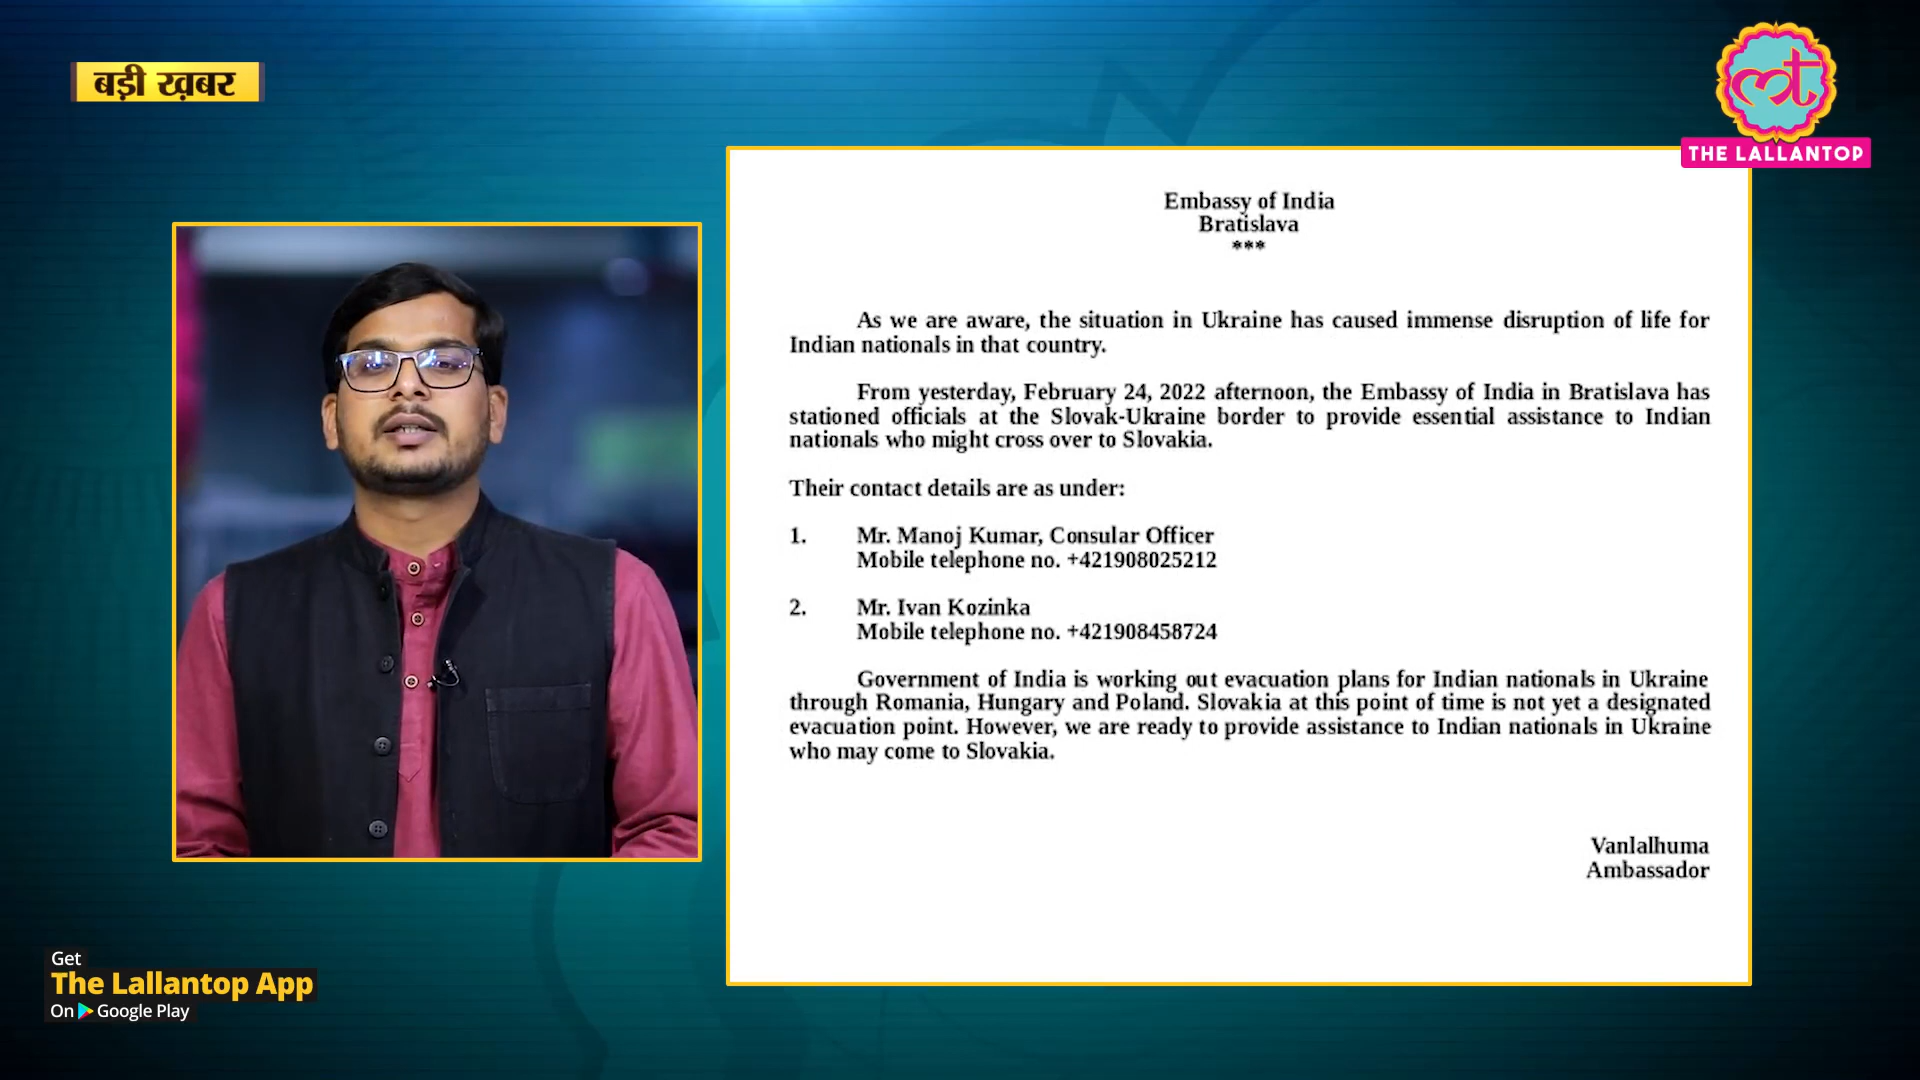 बड़ी ख़बर
THE LALLANTOP
Embassy of India
Bratislava
***
As we are aware, the situation in Ukraine has caused immense disruption of life for
Indian nationals in that country.
From yesterday, February 24, 2022 afternoon, the Embassy of India in Bratislava has
stationed officials at the Slovak-Ukraine border to provide essential assistance to Indian
nationals who might cross over to Slovakia.
Their contact details are as under:
1. Mr. Manoj Kumar, Consular Officer
Mobile telephone no. +421908025212
2. Mr. Ivan Kozinka
Mobile telephone no. +421908458724
Government of India is working out evacuation plans for Indian nationals in Ukraine
through Romania, Hungary and Poland. Slovakia at this point of time is not yet a designated
evacuation point. However, we are ready to provide assistance to Indian nationals in Ukraine
who may come to Slovakia.
Vanlalhuma
Ambassador
Get
The Lallantop App
On Google Play